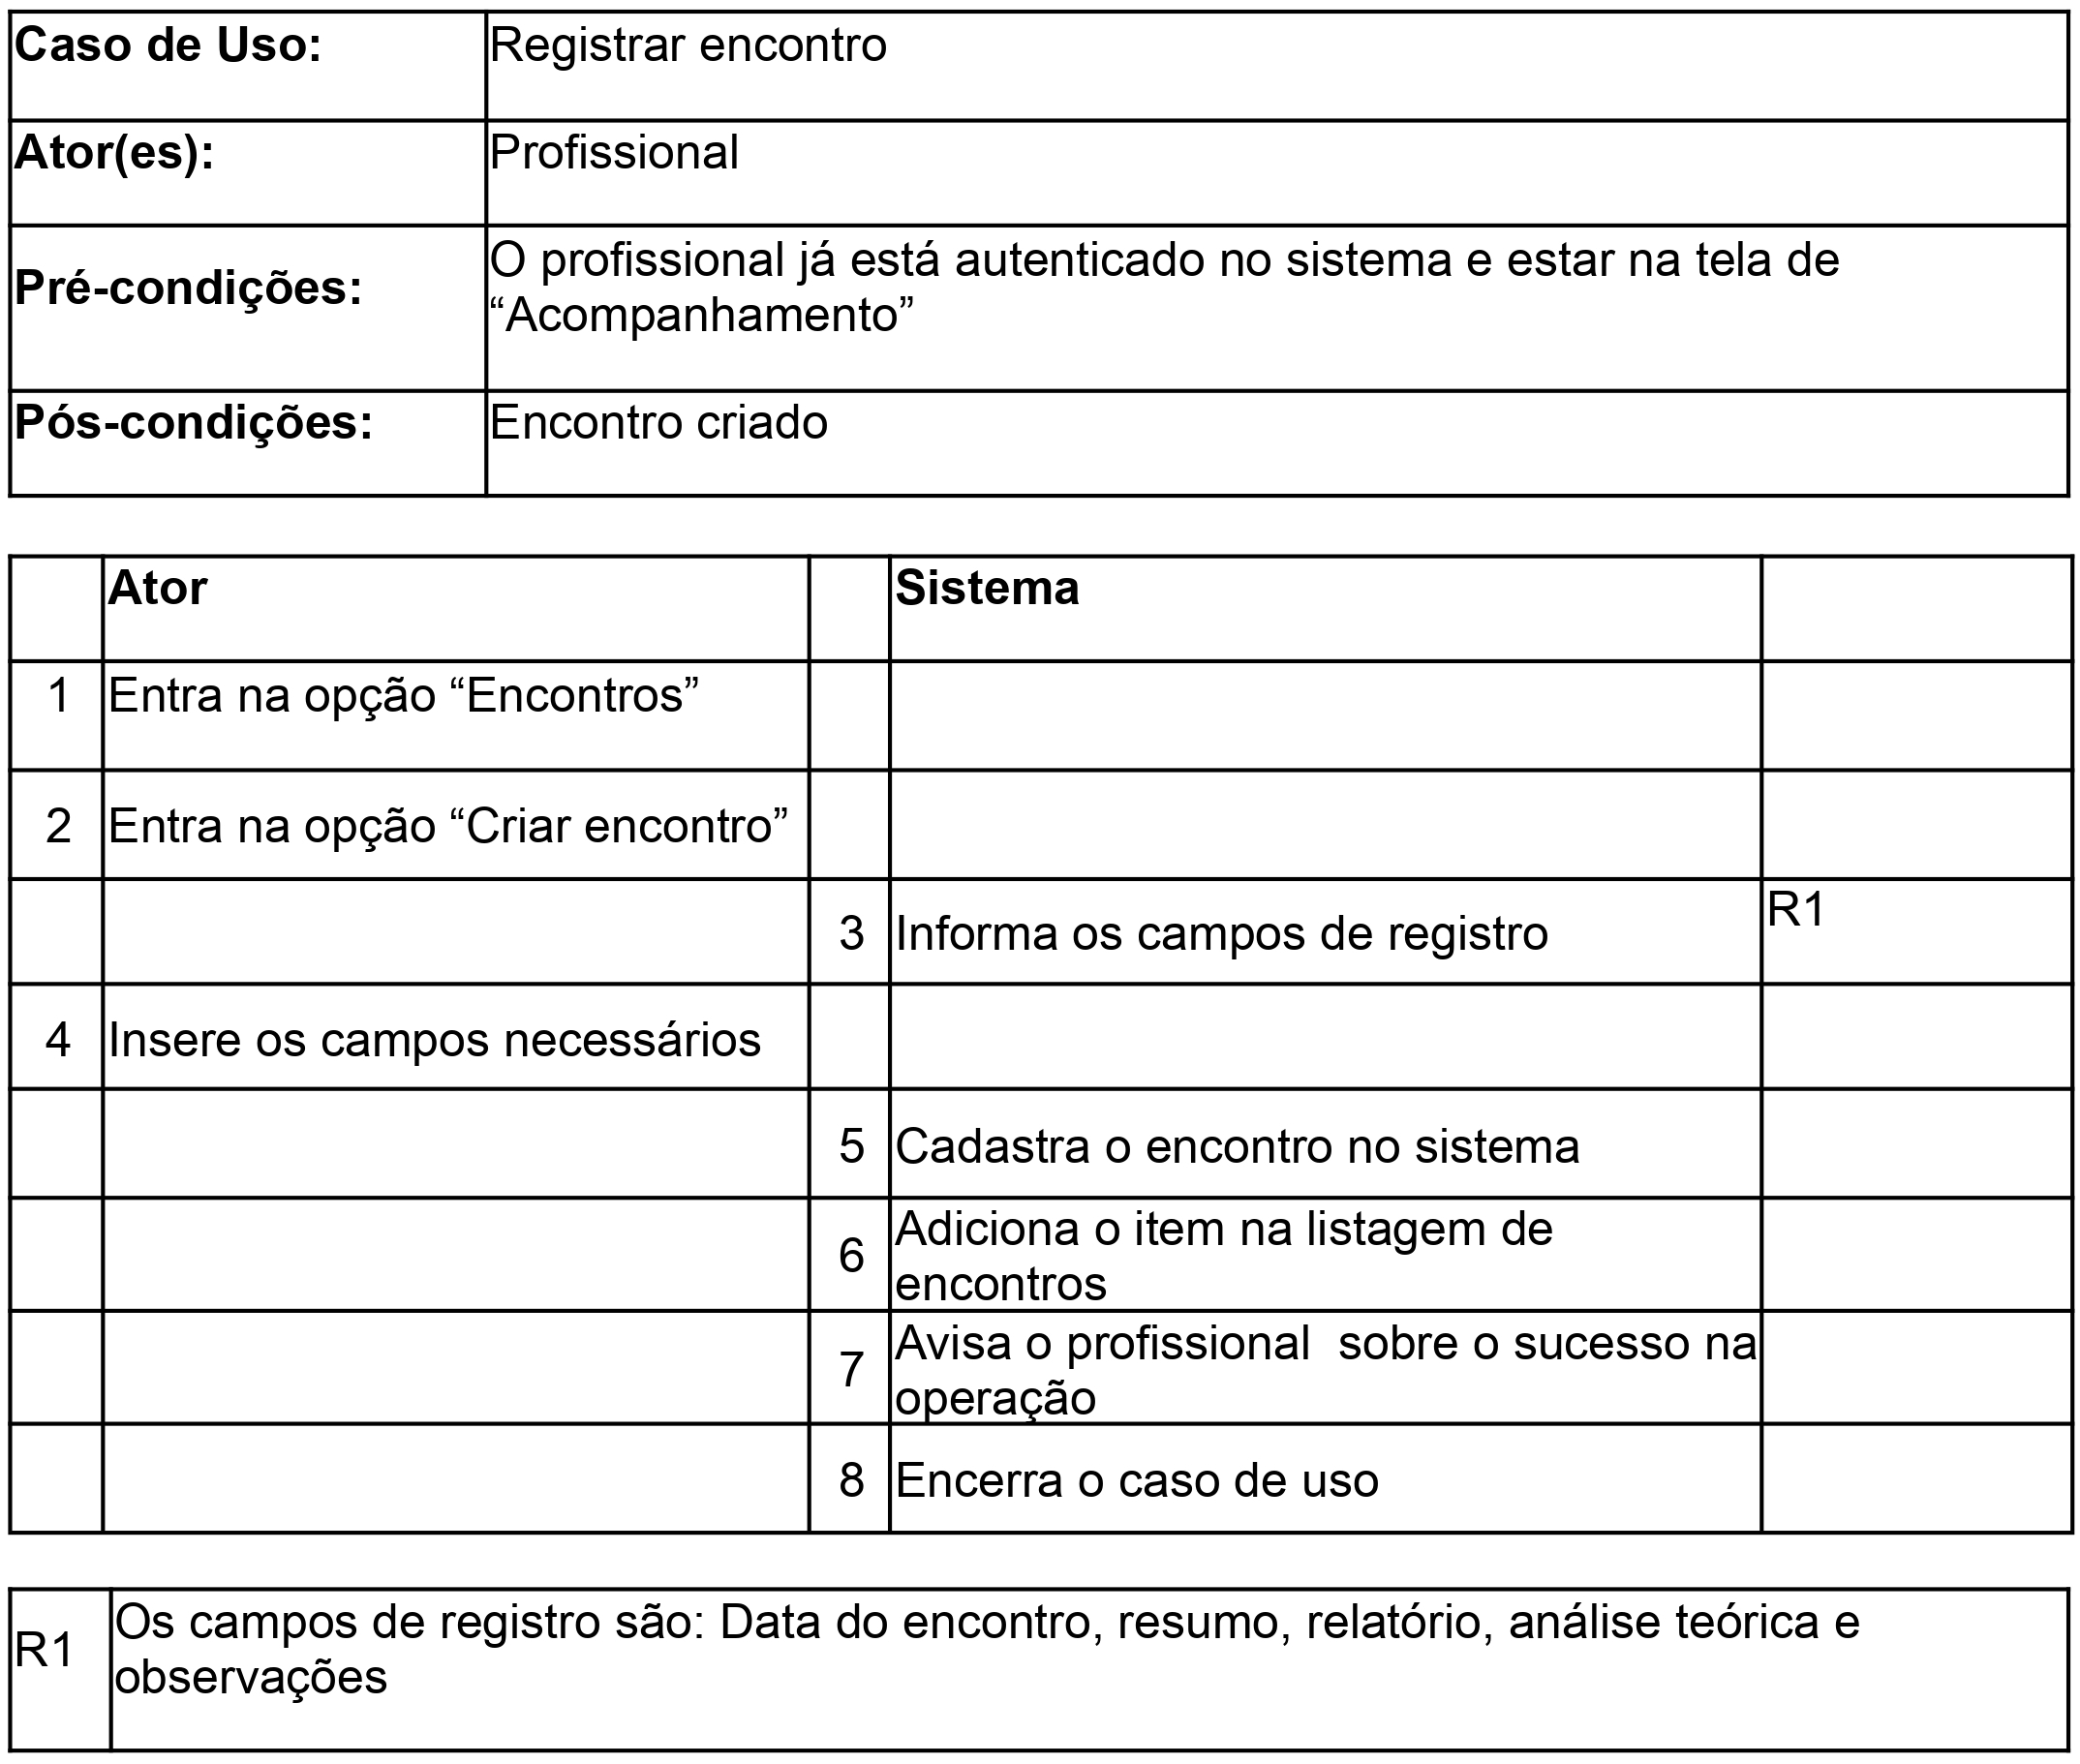 Caso de Uso: Registrar encontro
Ator(es): Profissional
Pré-condições: O profissional já está autenticado no sistema e estar na tela de
“Acompanhamento”
Pós-condições: Encontro criado
Ator Sistema
1 Entra na opção “Encontros”
2 Entra na opção “Criar encontro”
3 Informa os campos de registro R1
4 Insere os campos necessários
5 Cadastra o encontro no sistema
6 Adiciona o item na listagem de
encontros
7 Avisa o profissional  sobre o sucesso na
operação
8 Encerra o caso de uso
R1 Os campos de registro são: Data do encontro, resumo, relatório, análise teórica e
observações